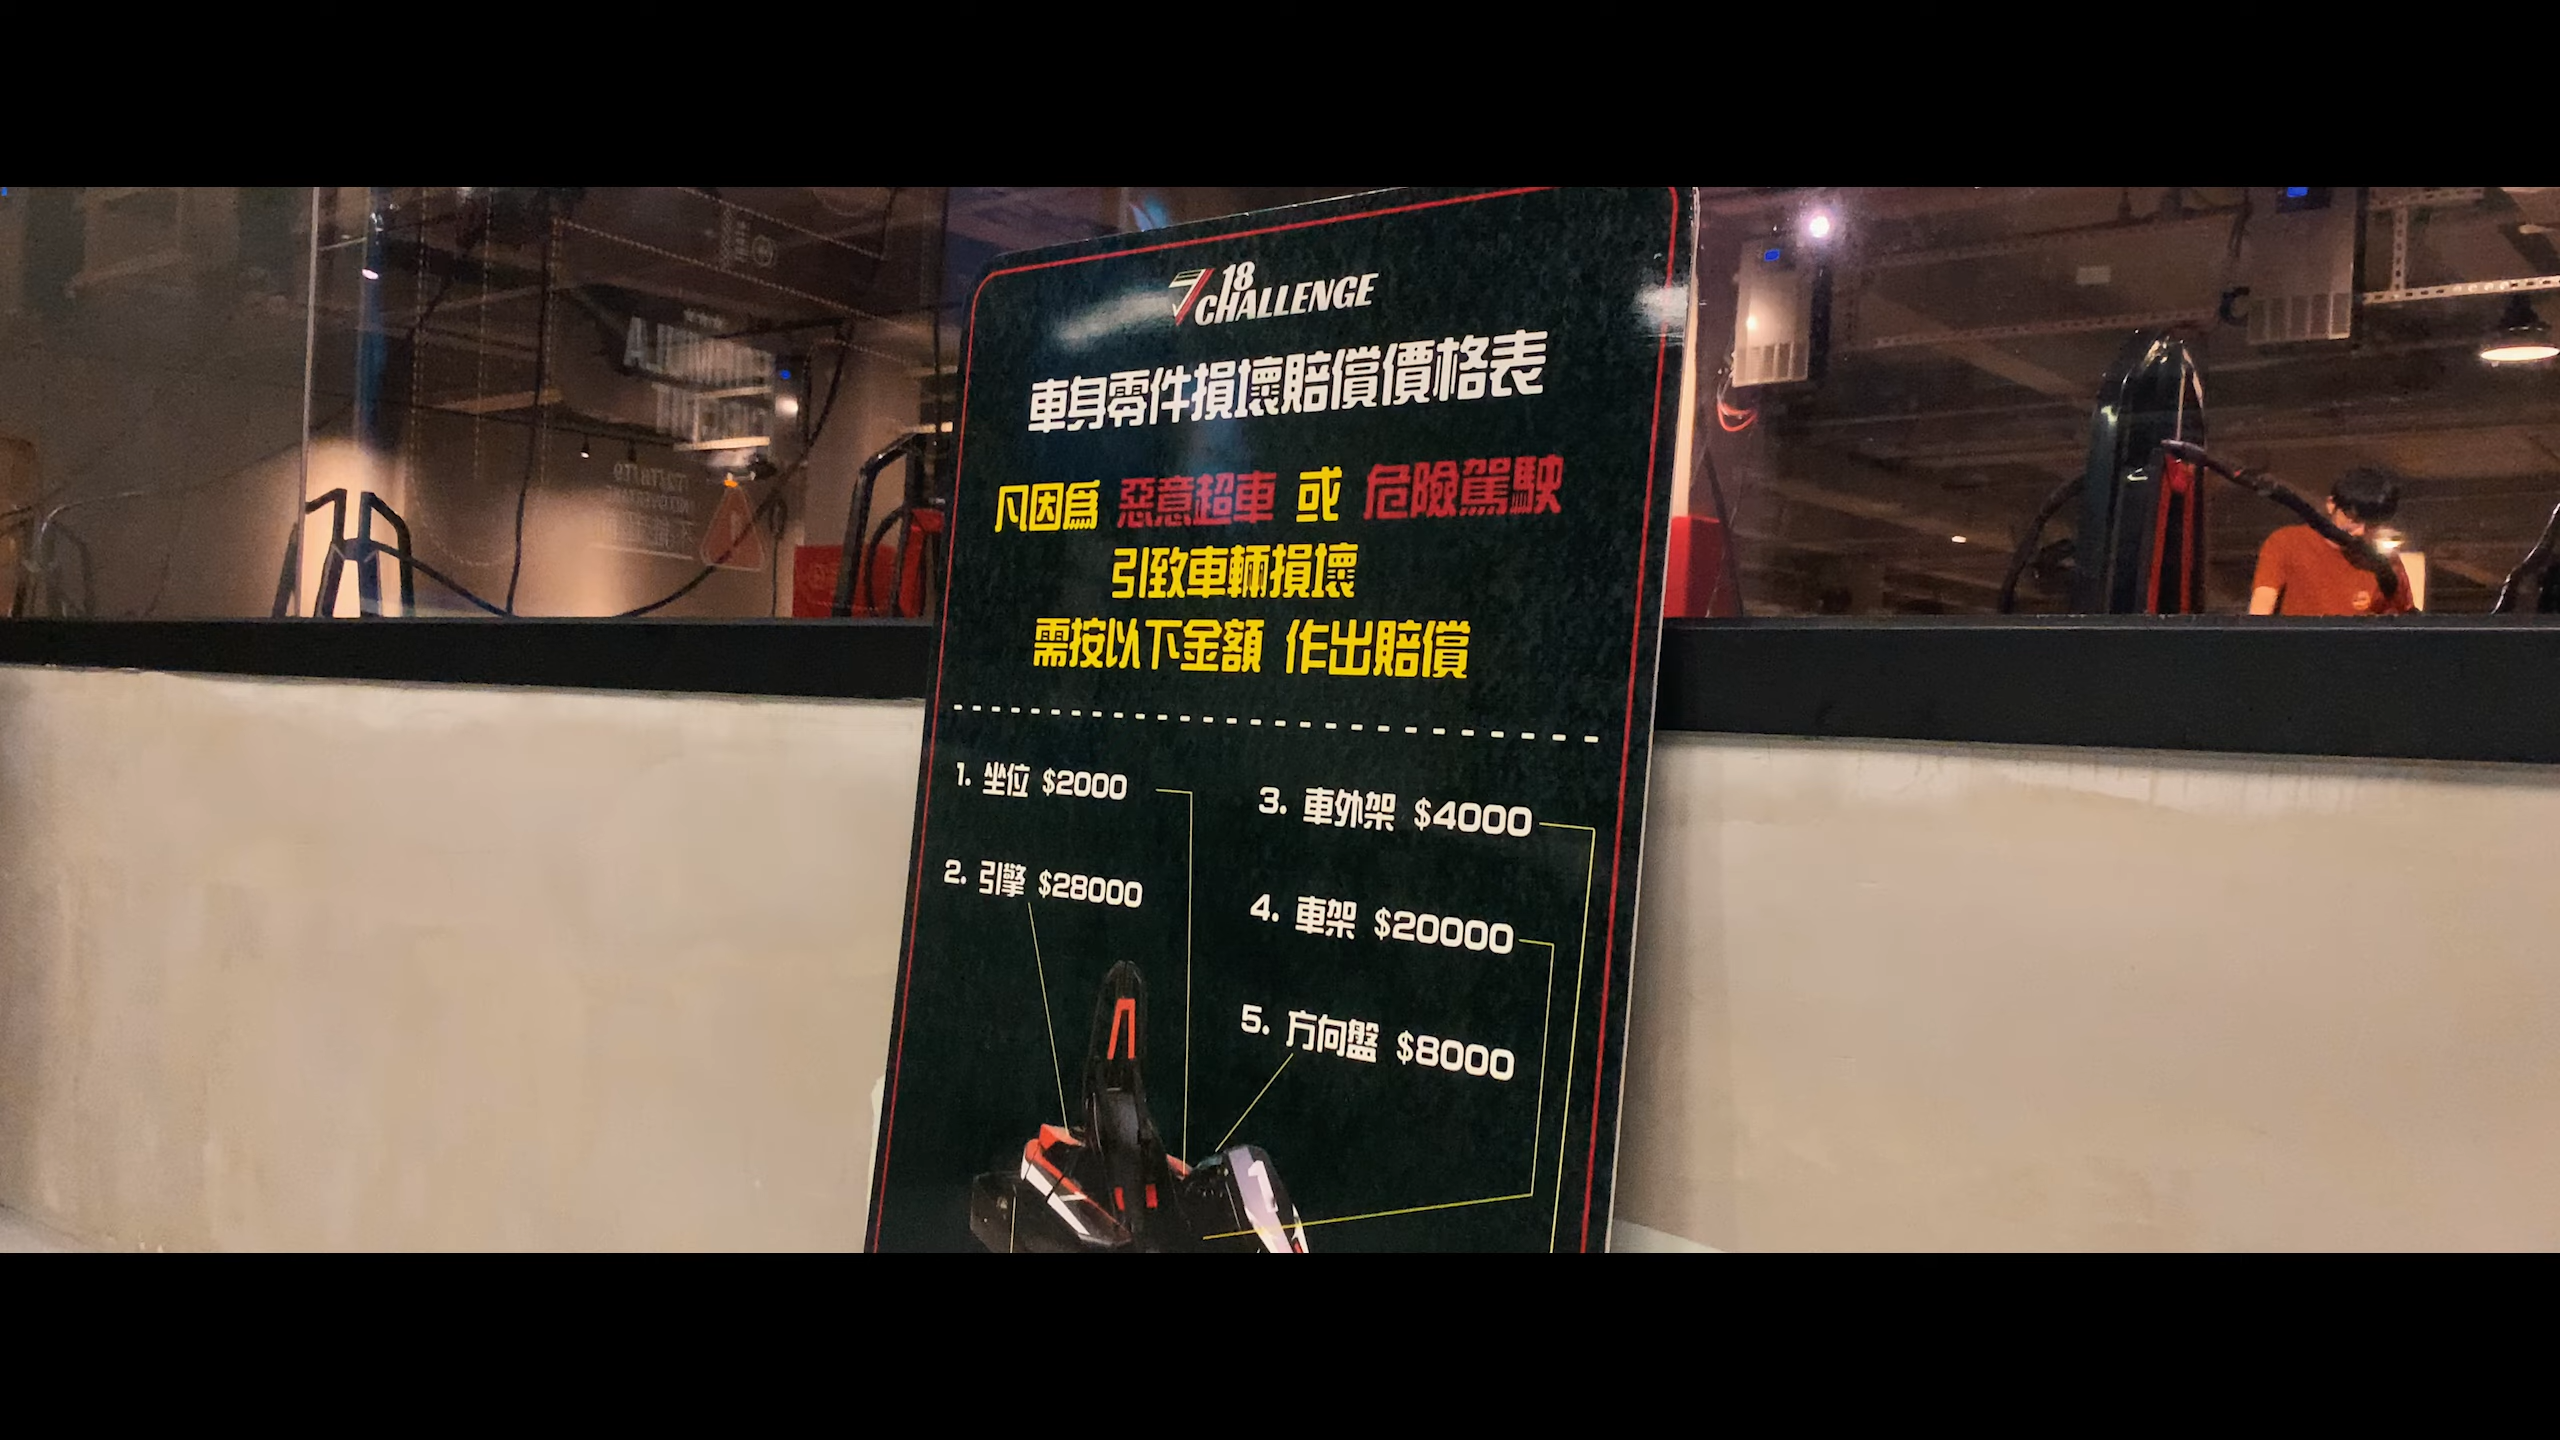 18
CHALLENGE
車身零件損壞賠償價格表
凡因為 惡意超車 或 危險駕駛
引致車輛損壞
需按以下金額 作出賠償
1. 坐位 $2000
2. 引擎 $28000
3. 車外架 $4000
4. 車架 $20000
5. 方向盤 $8000
1